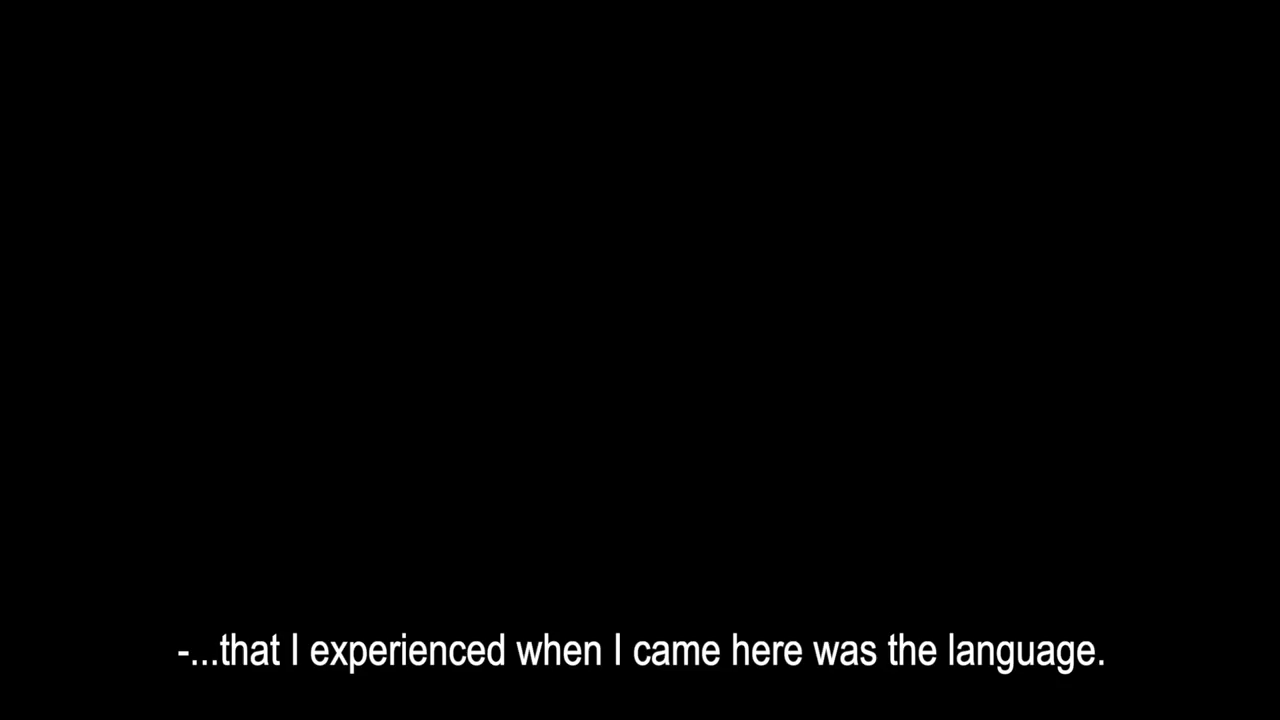 -...that I experienced when I came here was the language.